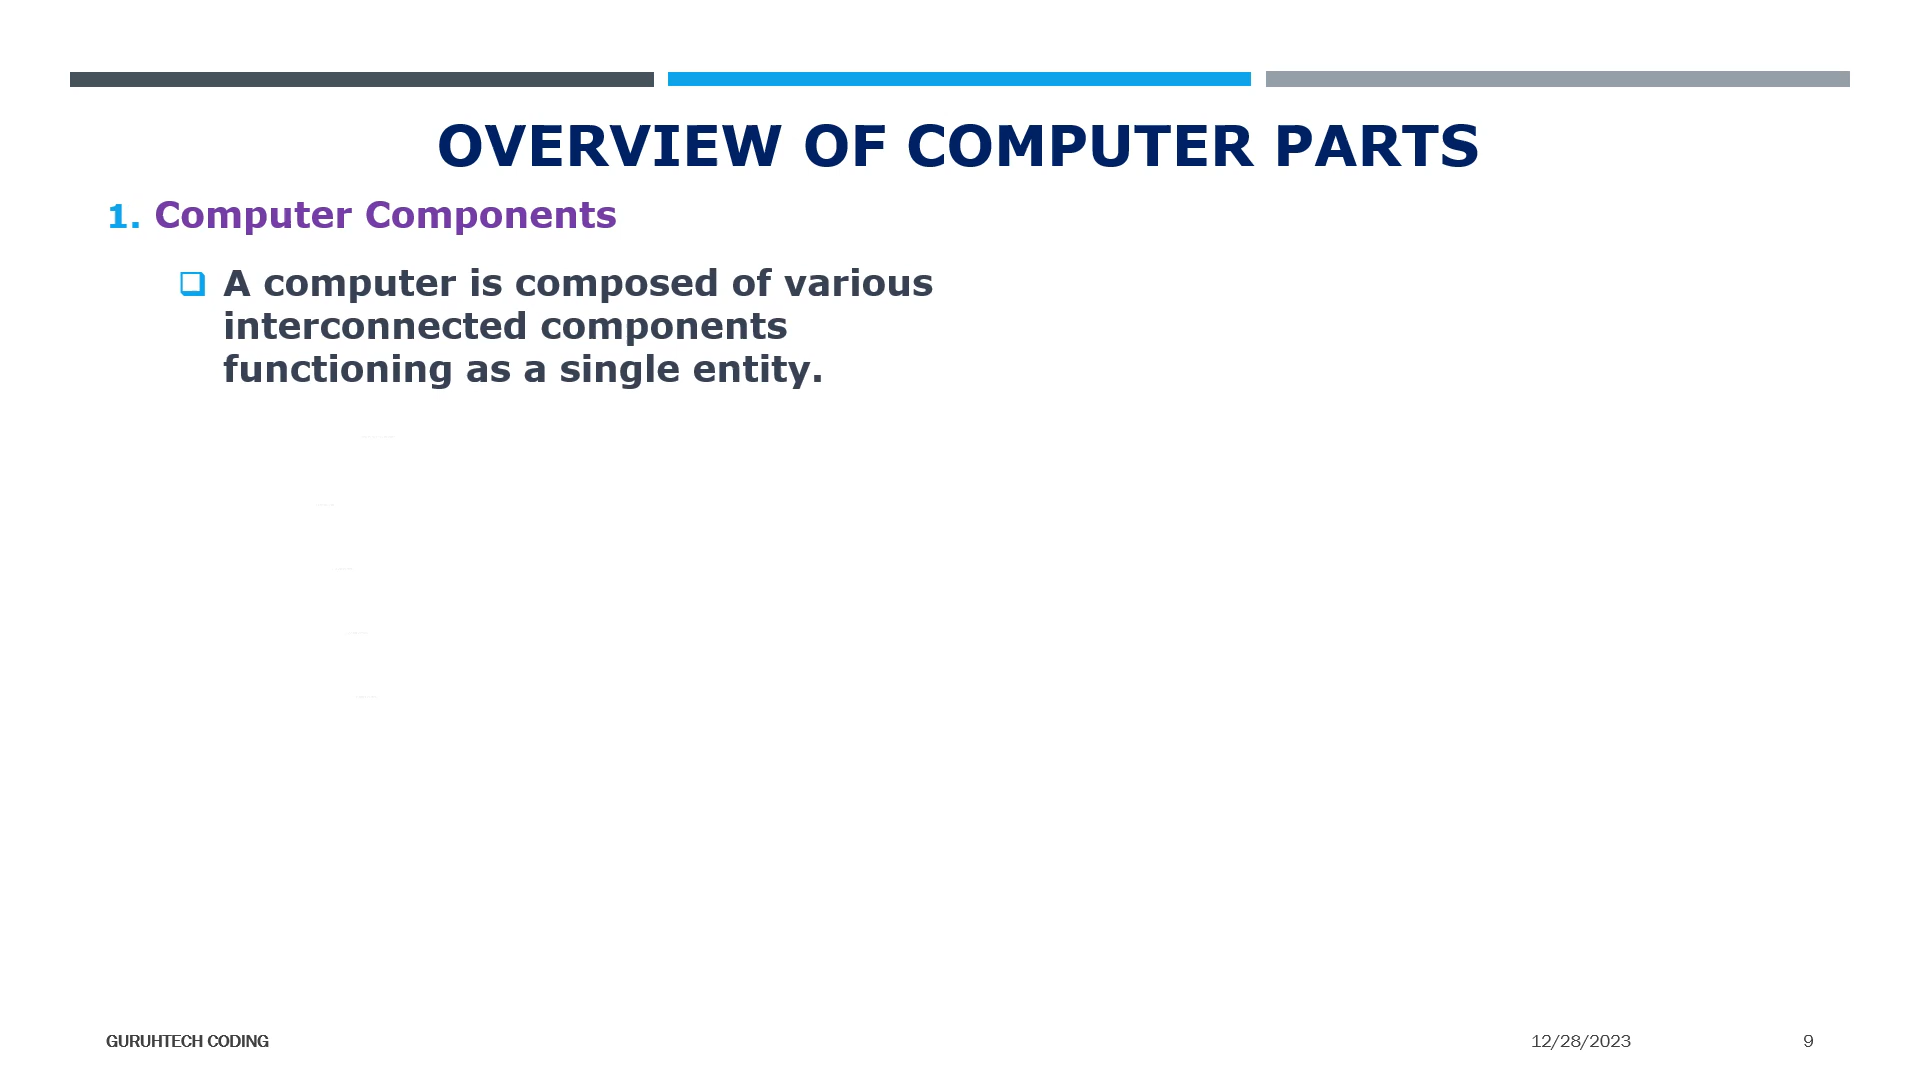 OVERVIEW OF COMPUTER PARTS
1. Computer Components
A computer is composed of various
interconnected components
functioning as a single entity.
GURUHTECH CODING
12/28/2023
9